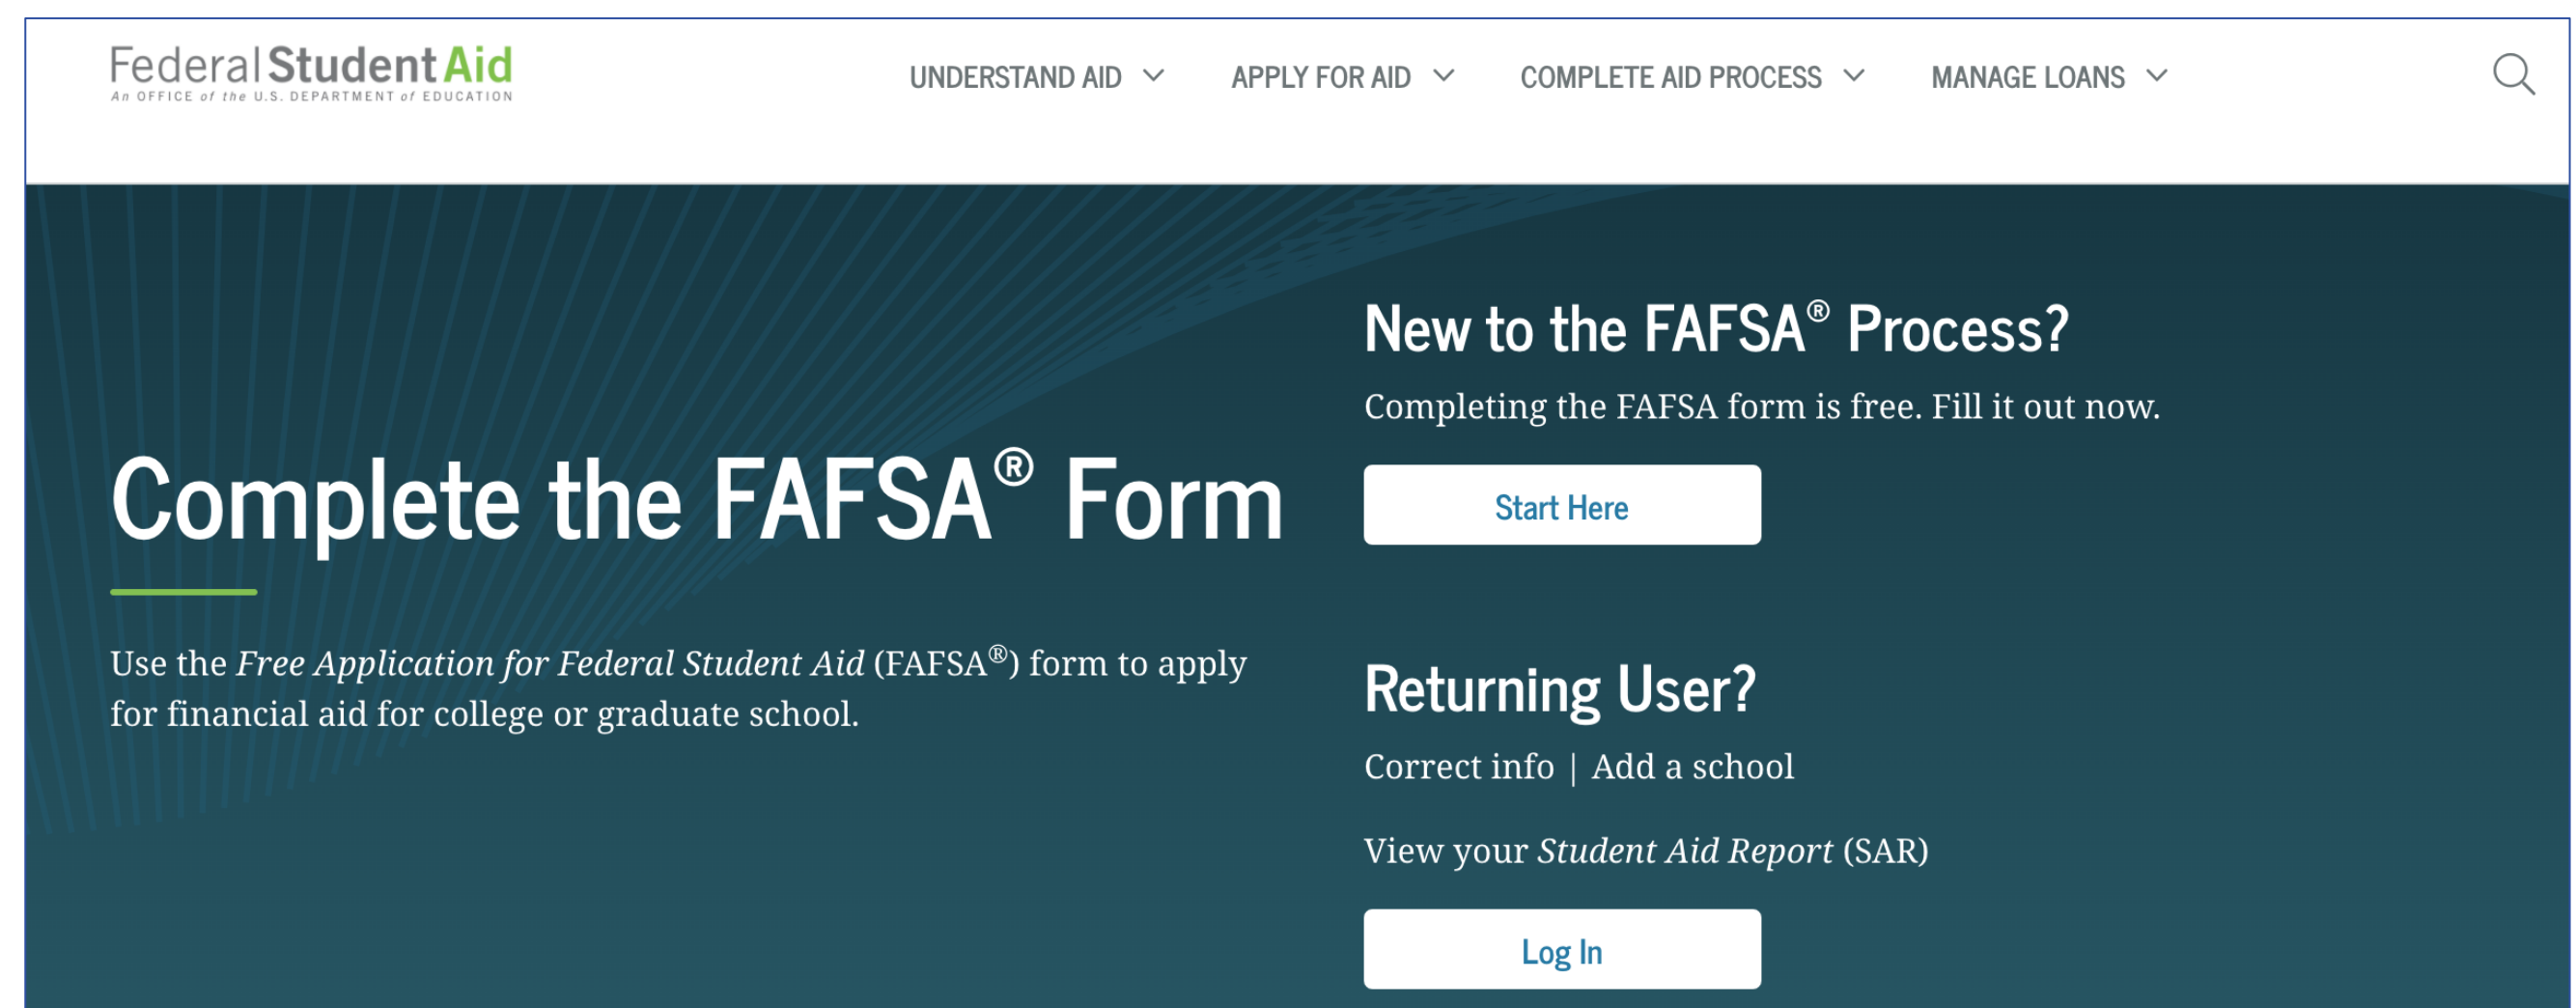 Federal Student Aid
An OFFICE of the U.S. DEPARTMENT of EDUCATION
UNDERSTAND AID
APPLY FOR AID
COMPLETE AID PROCESS
MANAGE LOANS
Complete the FAFSA® Form
Use the Free Application for Federal Student Aid (FAFSA®) form to apply
for financial aid for college or graduate school.
New to the FAFSA® Process?
Completing the FAFSA form is free. Fill it out now.
Start Here
Returning User?
Correct info | Add a school
View your Student Aid Report (SAR)
Log In